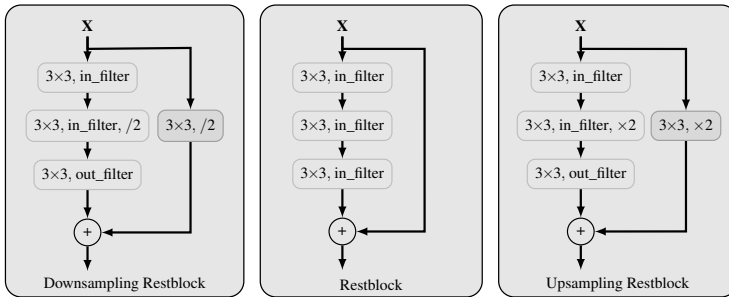 X
3×3, in_filter
3×3, in_filter, /2
3×3, /2
3×3, out_filter
+
Downsampling Restblock
X
3×3, in_filter
3×3, in_filter
3×3, in_filter
+
Restblock
X
3×3, in_filter
3×3, in_filter, ×2
3×3, ×2
3×3, out_filter
+
Upsampling Restblock